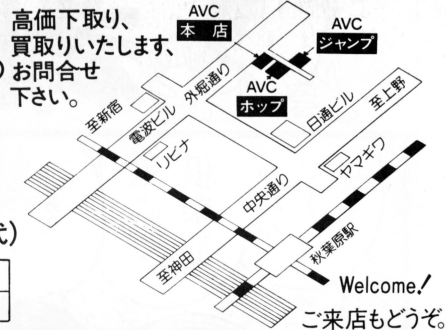 高価下取り、
買取りいたします、
お問合せ
下さい。
AVC
本店
AVC
ジャンプ
AVC
ホップ
外堀通り
日通ビル
至上野
至新宿
電波ビル
リビナ
ヤマギワ
中央通り
秋葉原駅
至神田
代)
Welcome!
ご来店もどうぞ。